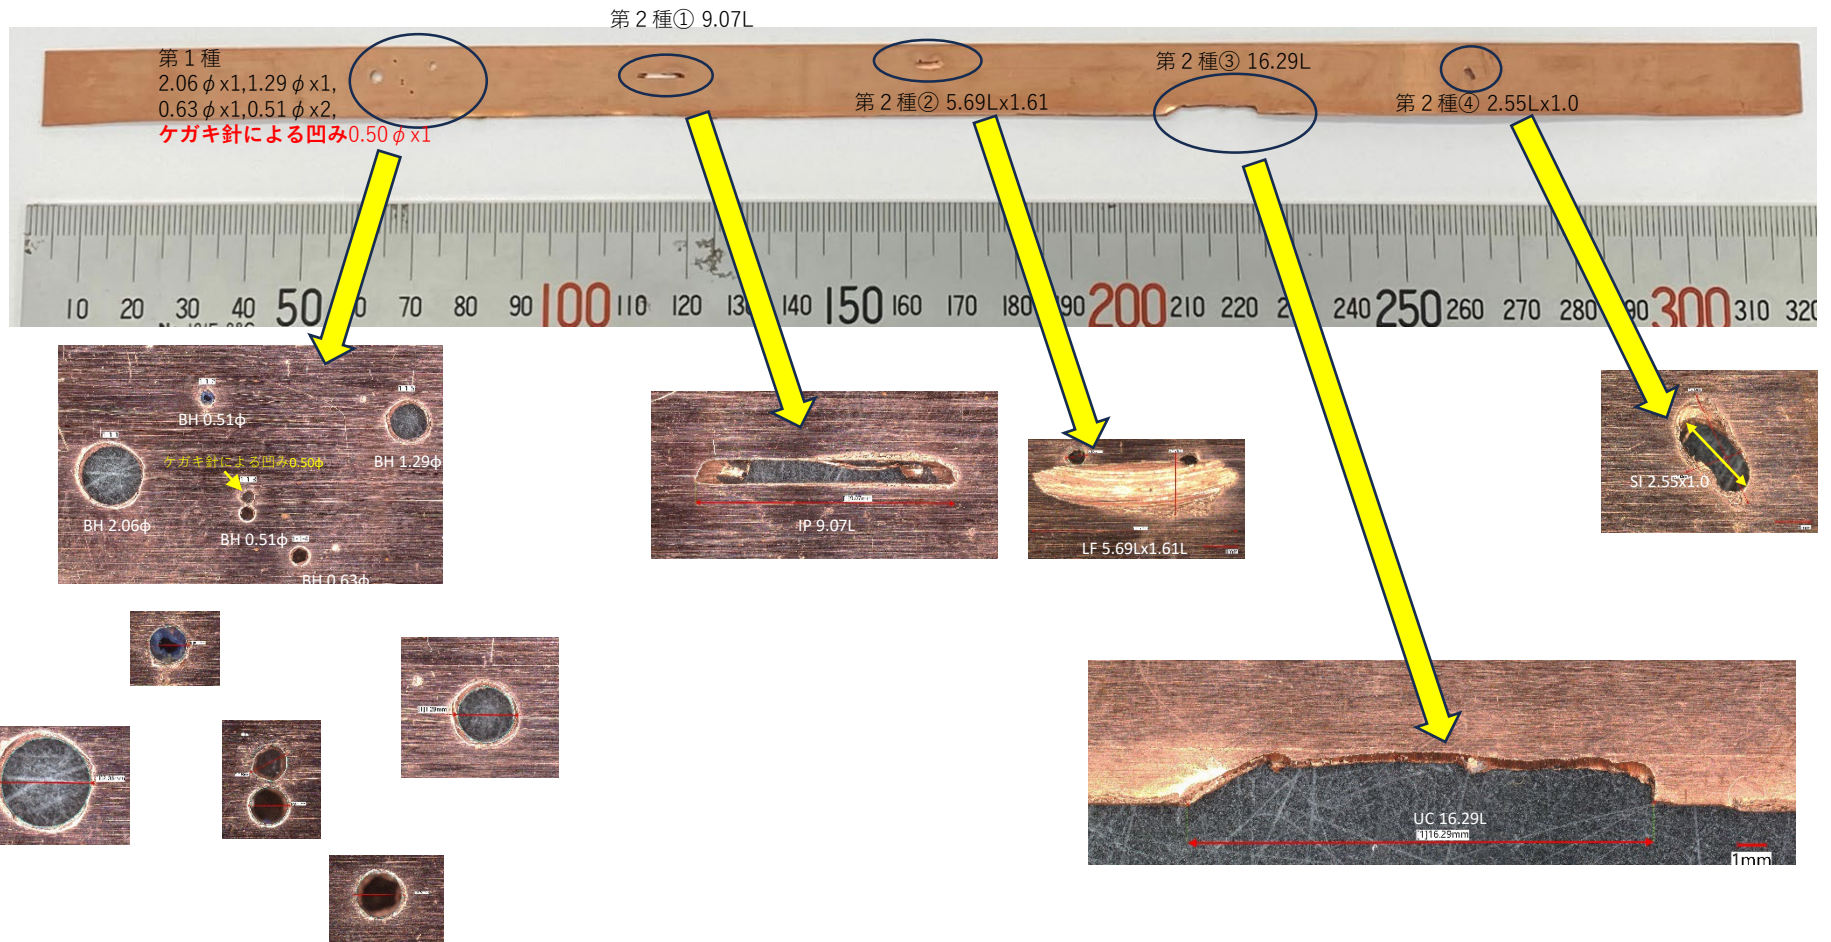 第２種① 9.07L
第１種
2.06φx1,1.29φx1,
0.63φx1,0.51φx2,
ケガキ針による凹み0.50φx1
第２種② 5.69Lx1.61
第２種③ 16.29L
第２種④ 2.55Lx1.0
10 20 30 40 50 70 80 90 100 110 120 140 150 160 170 180 200 210 220 240 250 260 270 280 300 310
BH 0.51φ
BH 1.29φ
ケガキ針による凹み0.50φ
BH 2.06φ
BH 0.51φ
BH 0.63φ
IP 9.07L
LF 5.69Lx1.61L
SI 2.55x1.0
UC 16.29L
[1]16.29mm
1mm